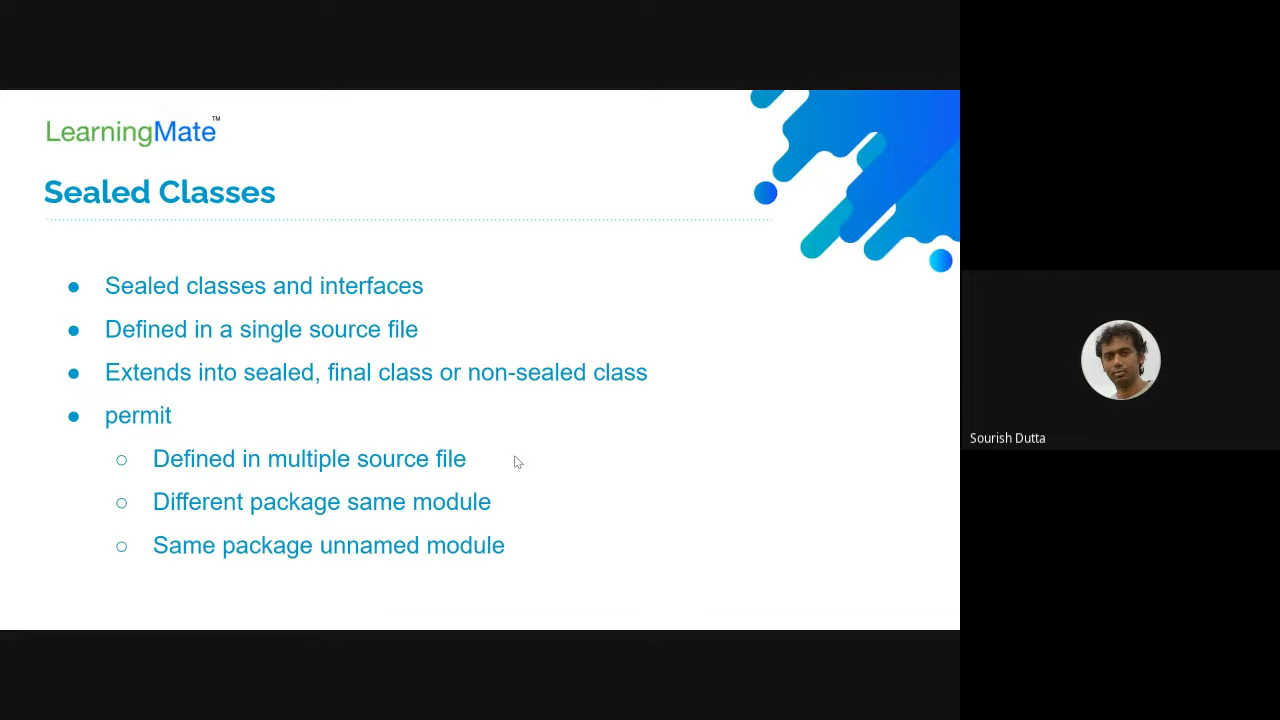 LearningMate™
Sealed Classes
● Sealed classes and interfaces
● Defined in a single source file
● Extends into sealed, final class or non-sealed class
● permit
○ Defined in multiple source file
○ Different package same module
○ Same package unnamed module
Sourish Dutta